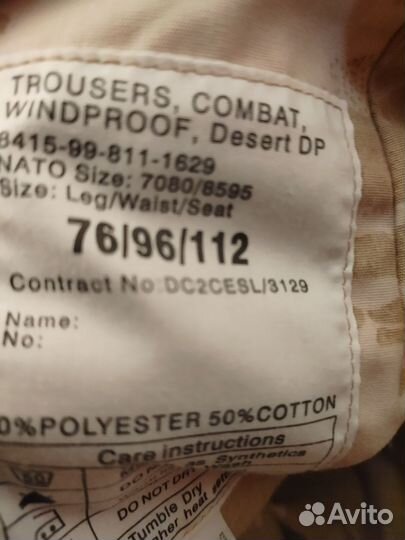 TROUSERS, COMBAT,
WINDPROOF, Desert DP
8415-99-811-1629
NATO Size: 7080/8595
Size: Leg/Waist/Seat
76/96/112
Contract No: DC2CESL/3129
Name:
No:
0%POLYESTER 50%COTTON
Care instructions
Synthetics
DO NOT DRY
Tumble Dry
Avito